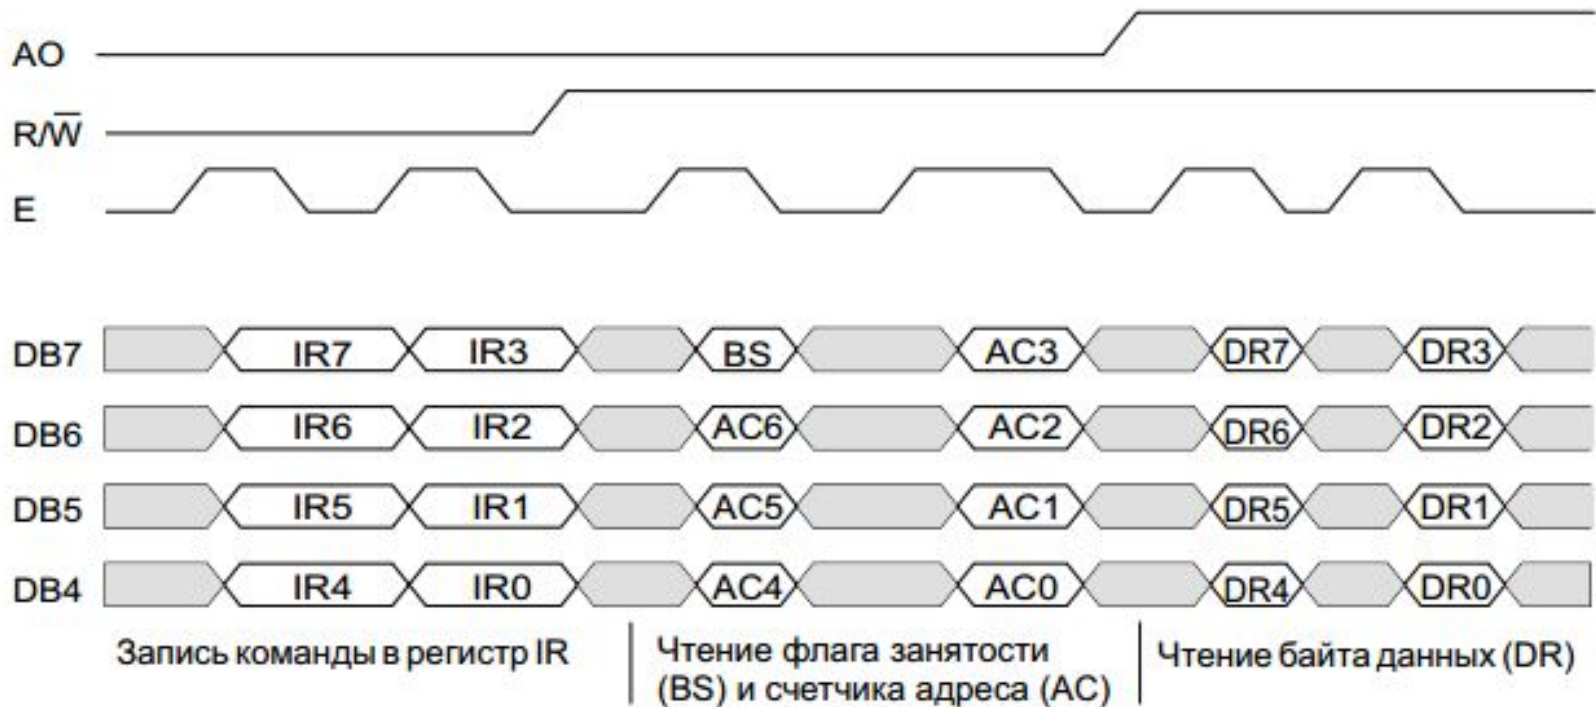 AO
R/W̅
E
DB7 IR7 IR3 BS AC3 DR7 DR3
DB6 IR6 IR2 AC6 AC2 DR6 DR2
DB5 IR5 IR1 AC5 AC1 DR5 DR1
DB4 IR4 IR0 AC4 AC0 DR4 DR0
Запись команды в регистр IR
Чтение флага занятости
(BS) и счетчика адреса (AC)
Чтение байта данных (DR)